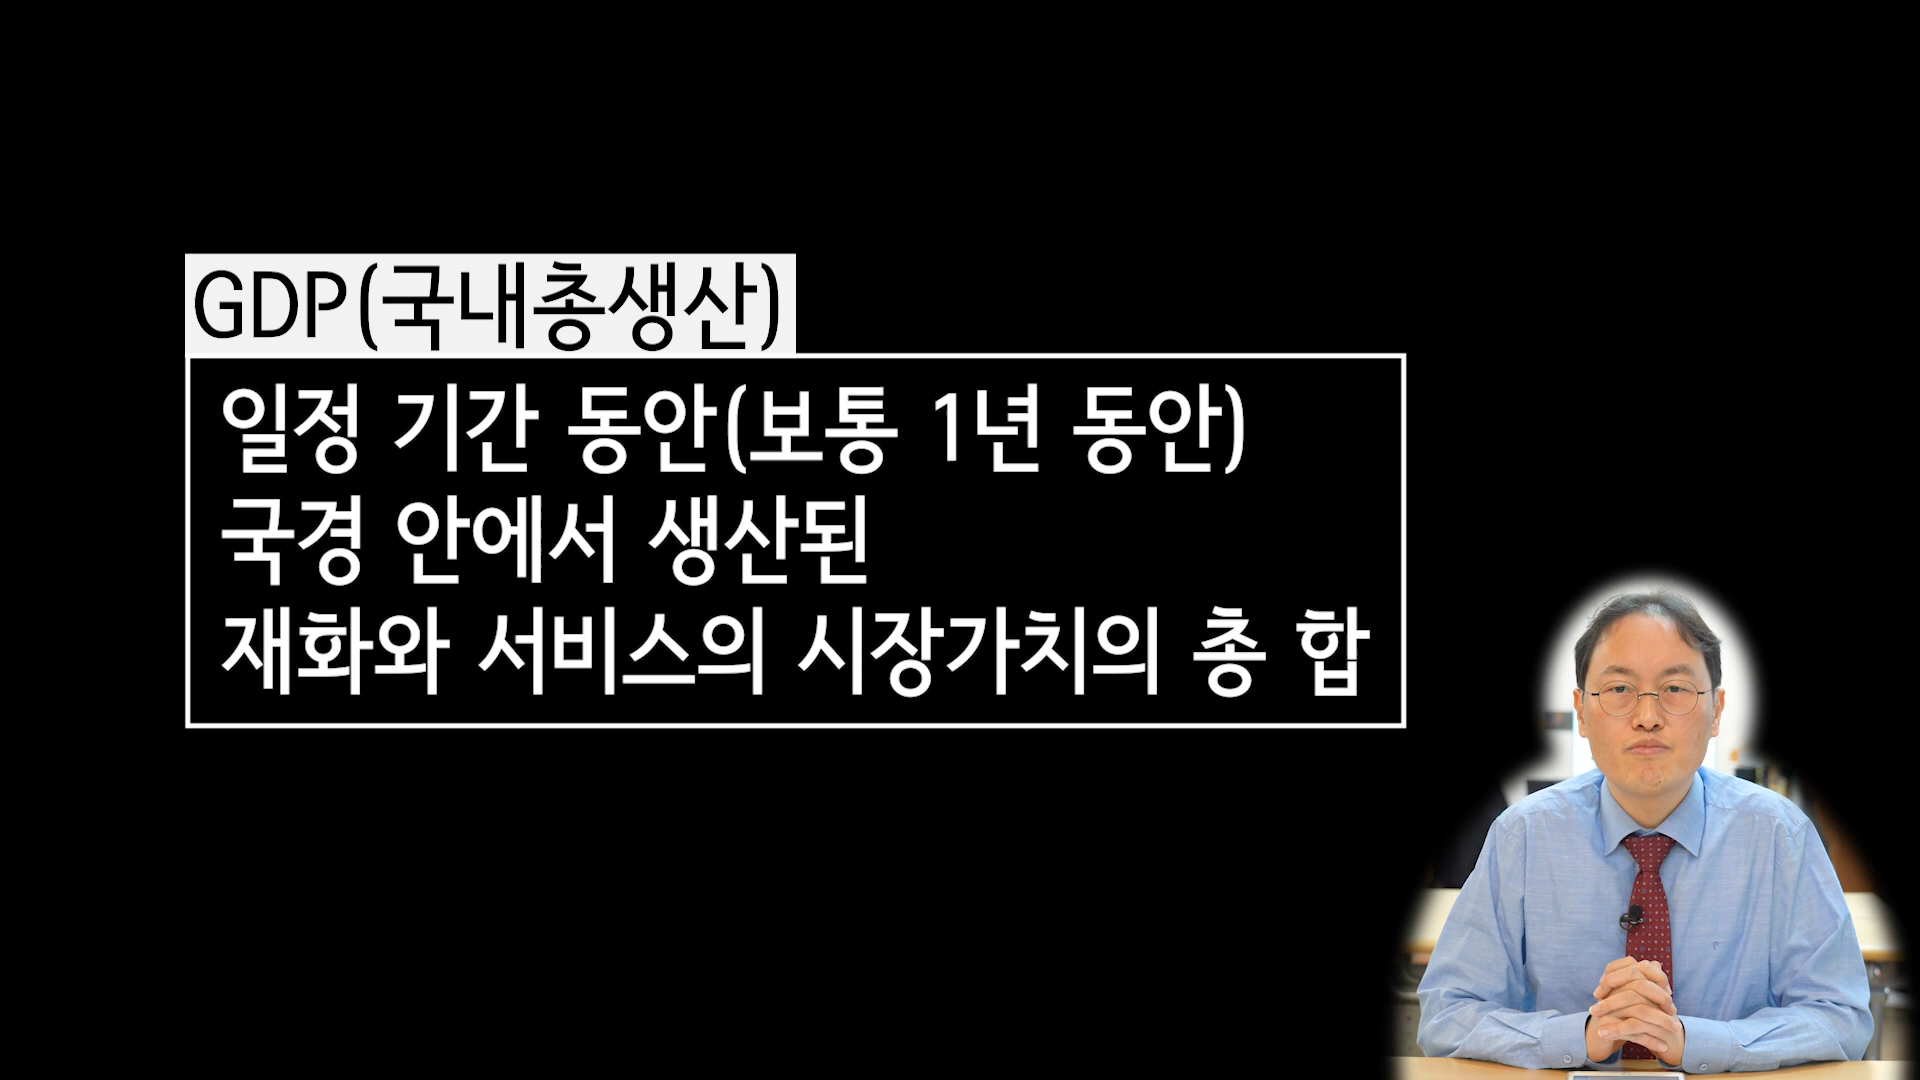 GDP(국내총생산)
일정 기간 동안(보통 1년 동안)
국경 안에서 생산된
재화와 서비스의 시장가치의 총 합